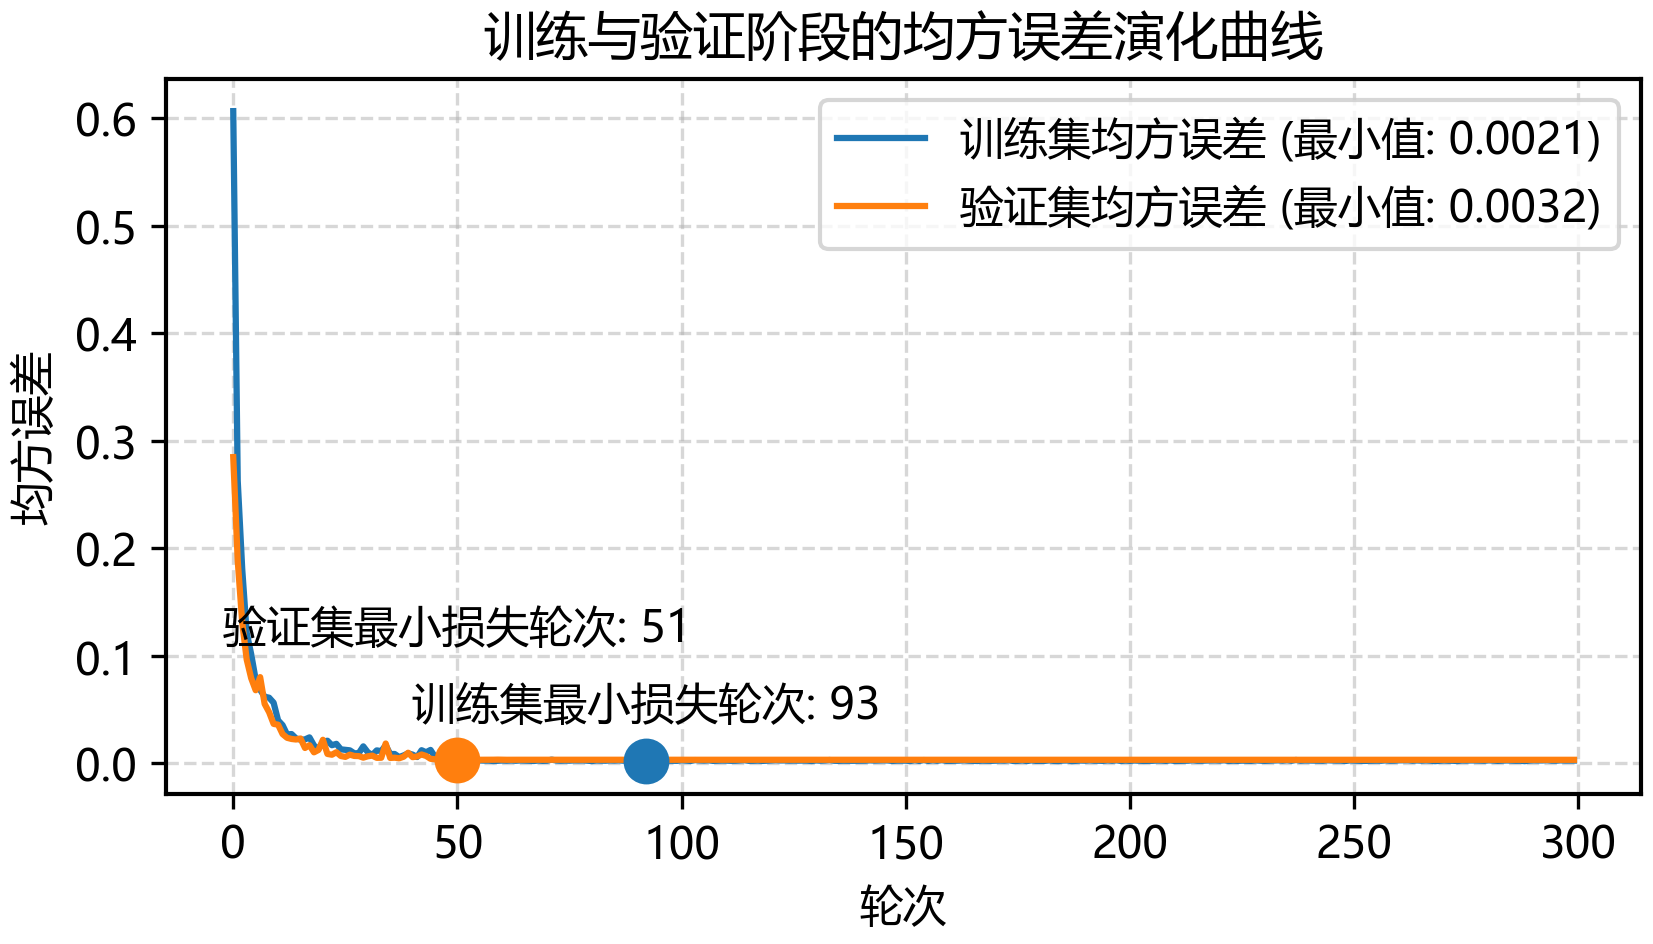 训练与验证阶段的均方误差演化曲线
训练集均方误差 (最小值: 0.0021)
验证集均方误差 (最小值: 0.0032)
均方误差
0.6
0.5
0.4
0.3
0.2
0.1
0.0
验证集最小损失轮次: 51
训练集最小损失轮次: 93
0 50 100 150 200 250 300
轮次